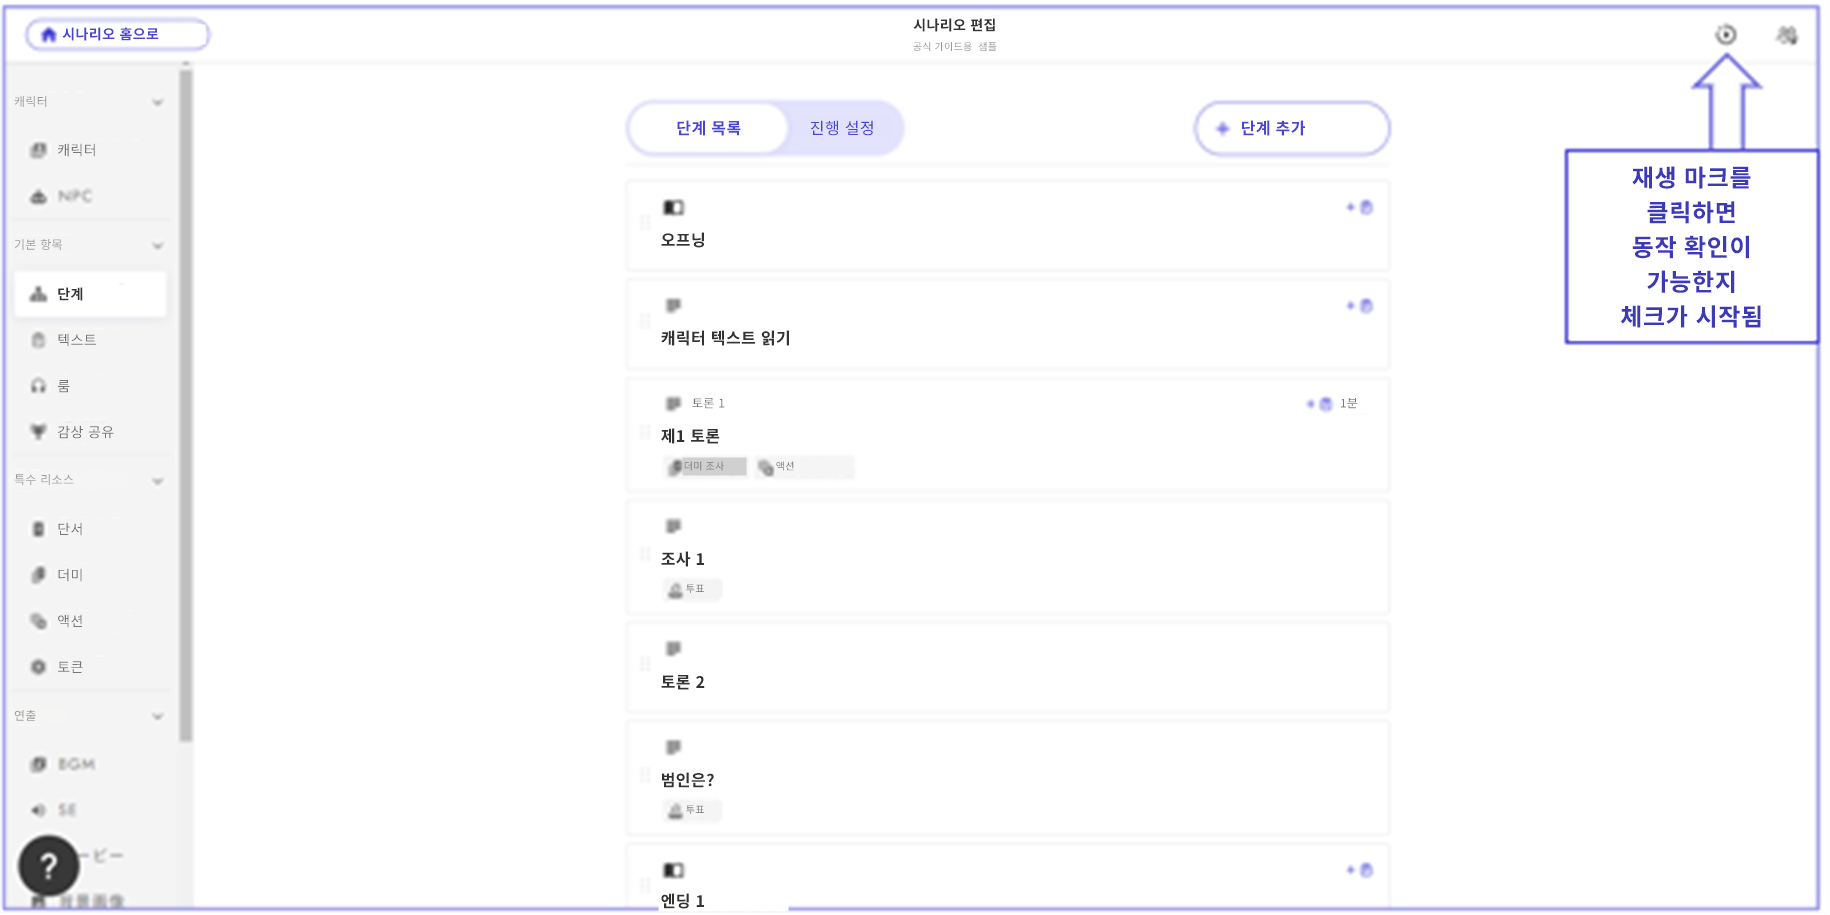 시나리오 홈으로
시나리오 편집
공식 가이드용 샘플
캐릭터
캐릭터
NPC
기본 항목
단계
텍스트
룸
감상 공유
특수 리소스
단서
더미
액션
토큰
연출
BGM
SE
ービー
背景画像
?
단계 목록
진행 설정
+ 단계 추가
오프닝
캐릭터 텍스트 읽기
토론 1
1분
제1 토론
더미 조사
액션
조사 1
투표
토론 2
범인은?
투표
엔딩 1
재생 마크를
클릭하면
동작 확인이
가능한지
체크가 시작됨